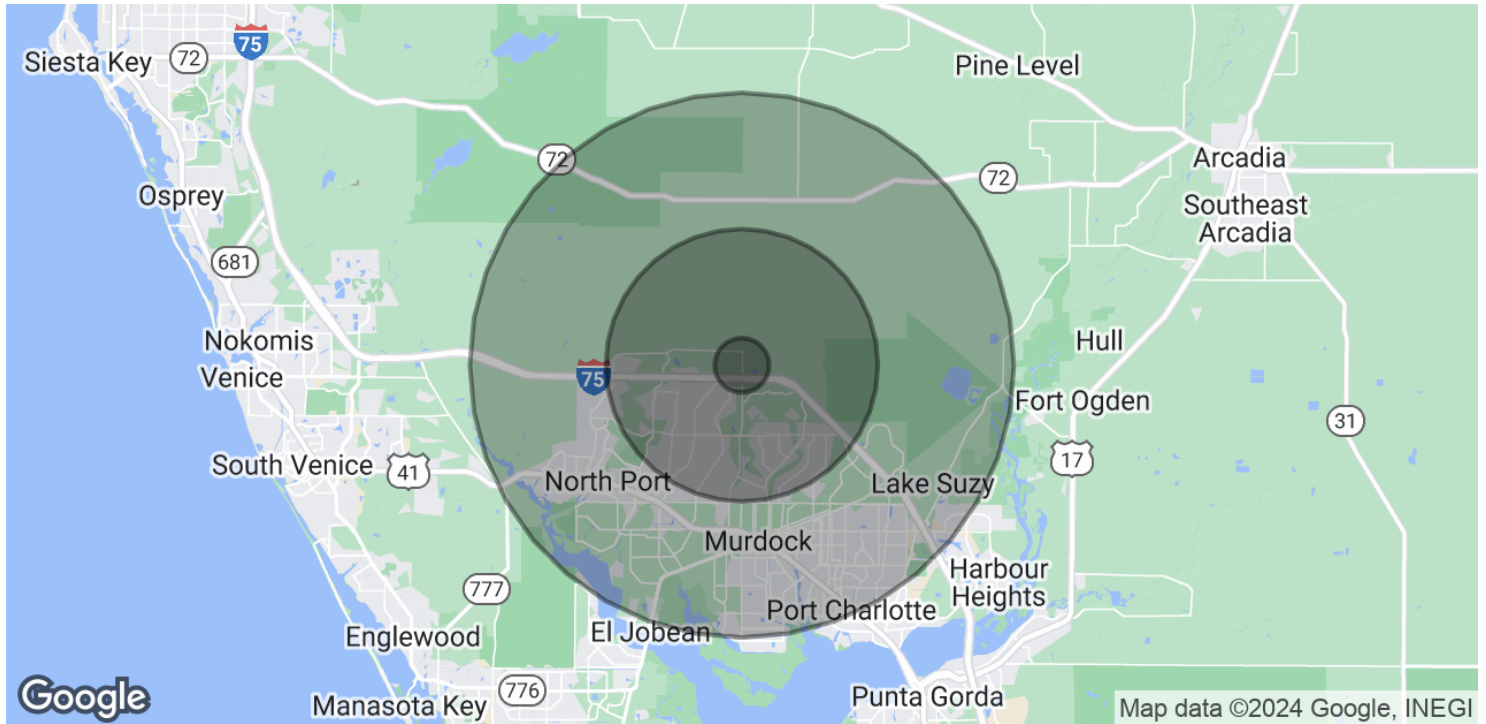 75
Siesta Key
72
Pine Level
72
72
Arcadia
Osprey
Southeast
Arcadia
681
Nokomis
Hull
Venice
75
Fort Ogden
31
South Venice
41
17
North Port
Lake Suzy
Murdock
Harbour
Heights
777
Port Charlotte
Englewood
El Jobean
776
Manasota Key
Punta Gorda
Google
Map data ©2024 Google, INEGI